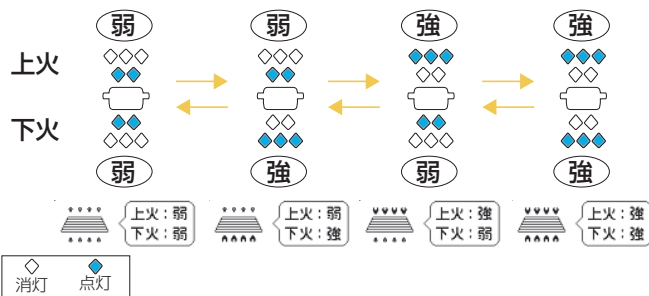 弱 弱 強 強
上火
下火
弱 強 弱 強
上火：弱
下火：弱
上火：弱
下火：強
上火：強
下火：弱
上火：強
下火：強
消灯 点灯